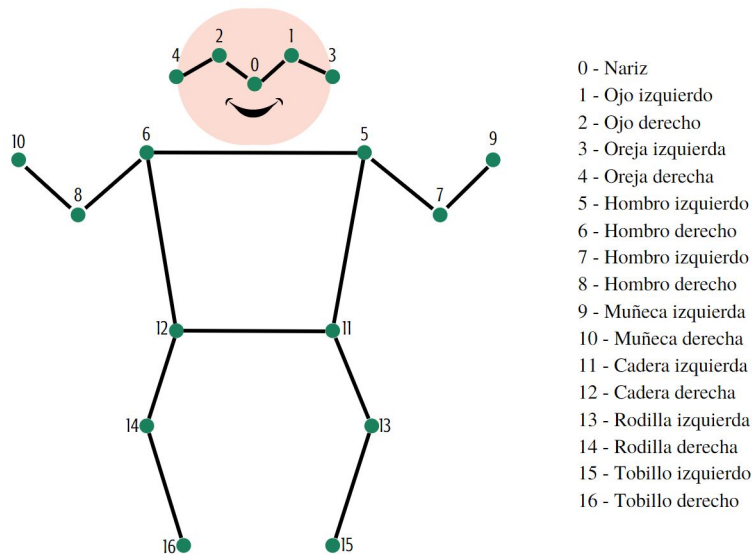 2
1
4
0
3
10
6
5
9
8
7
12
11
14
13
16
15
0 - Nariz
1 - Ojo izquierdo
2 - Ojo derecho
3 - Oreja izquierda
4 - Oreja derecha
5 - Hombro izquierdo
6 - Hombro derecho
7 - Hombro izquierdo
8 - Hombro derecho
9 - Muñeca izquierda
10 - Muñeca derecha
11 - Cadera izquierda
12 - Cadera derecha
13 - Rodilla izquierda
14 - Rodilla derecha
15 - Tobillo izquierdo
16 - Tobillo derecho